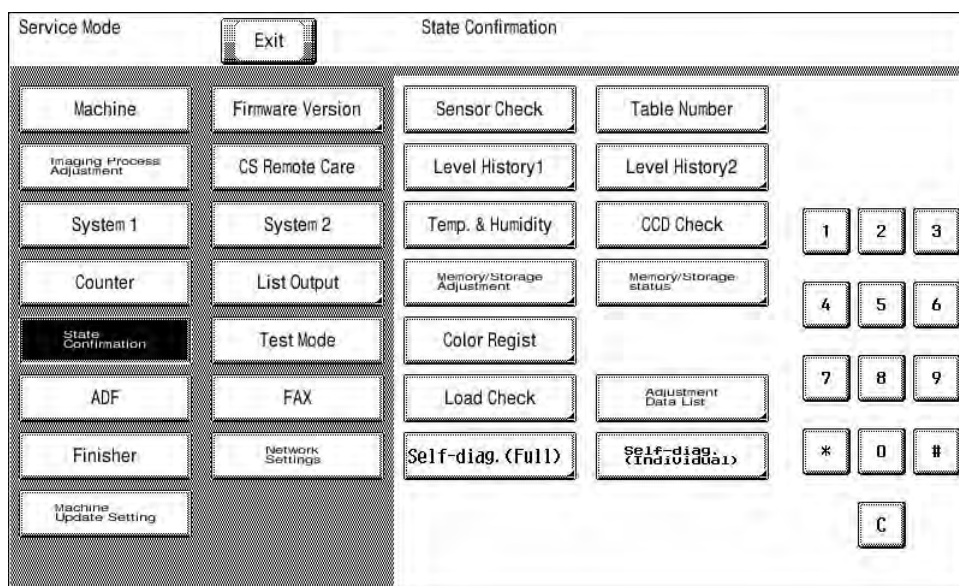 Service Mode
Exit
State Confirmation
Machine
Firmware Version
Sensor Check
Table Number
Imaging Process
Adjustment
CS Remote Care
Level History1
Level History2
System 1
System 2
Temp. & Humidity
CCD Check
1
2
3
Counter
List Output
Memory/Storage
Adjustment
Memory/Storage
status
4
5
6
State
Confirmation
Test Mode
Color Regist
7
8
9
ADF
FAX
Load Check
Adjustment
Data List
Finisher
Network
Settings
Self-diag.(Full)
Self-diag.
(Individual)
*
0
#
Machine
Update Setting
C